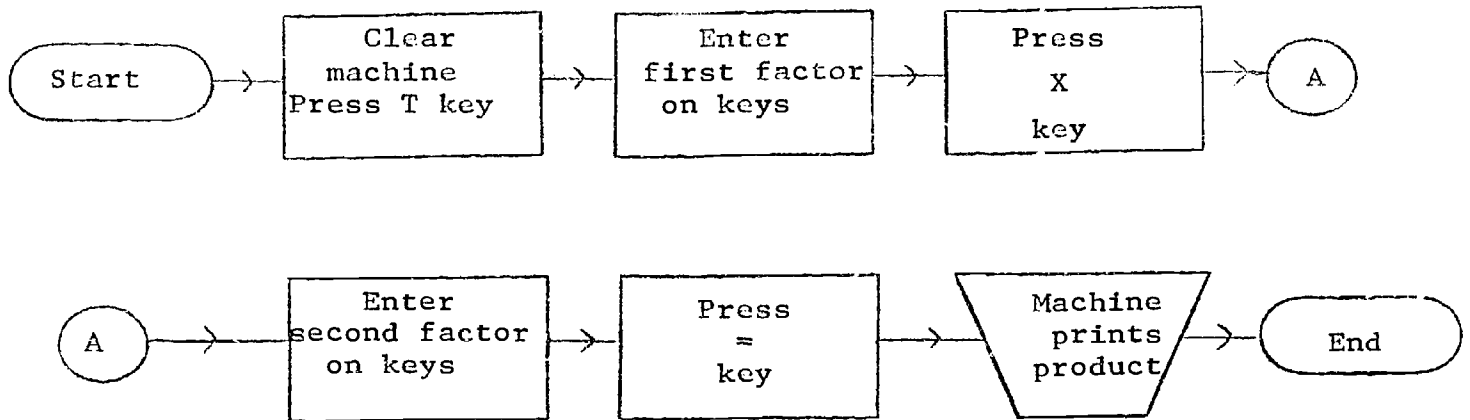 Start
Clear
machine
Press T key
Enter
first factor
on keys
Press
X
key
A
A
Enter
second factor
on keys
Press
=
key
Machine
prints
product
End